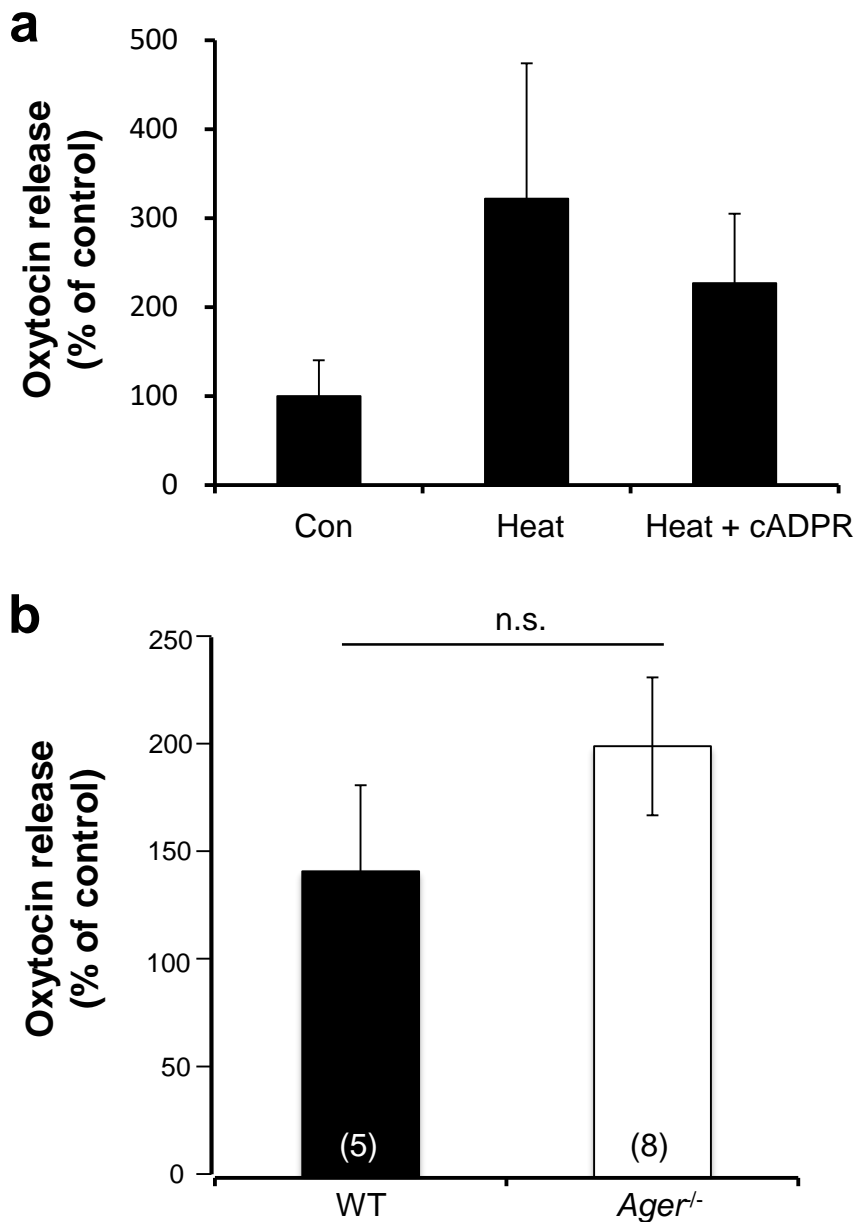 a
Oxytocin release
(% of control)
500
400
300
200
100
0
Con Heat Heat + cADPR
b
n.s.
Oxytocin release
(% of control)
250
200
150
100
50
0
(5) (8)
WT Ager-/-